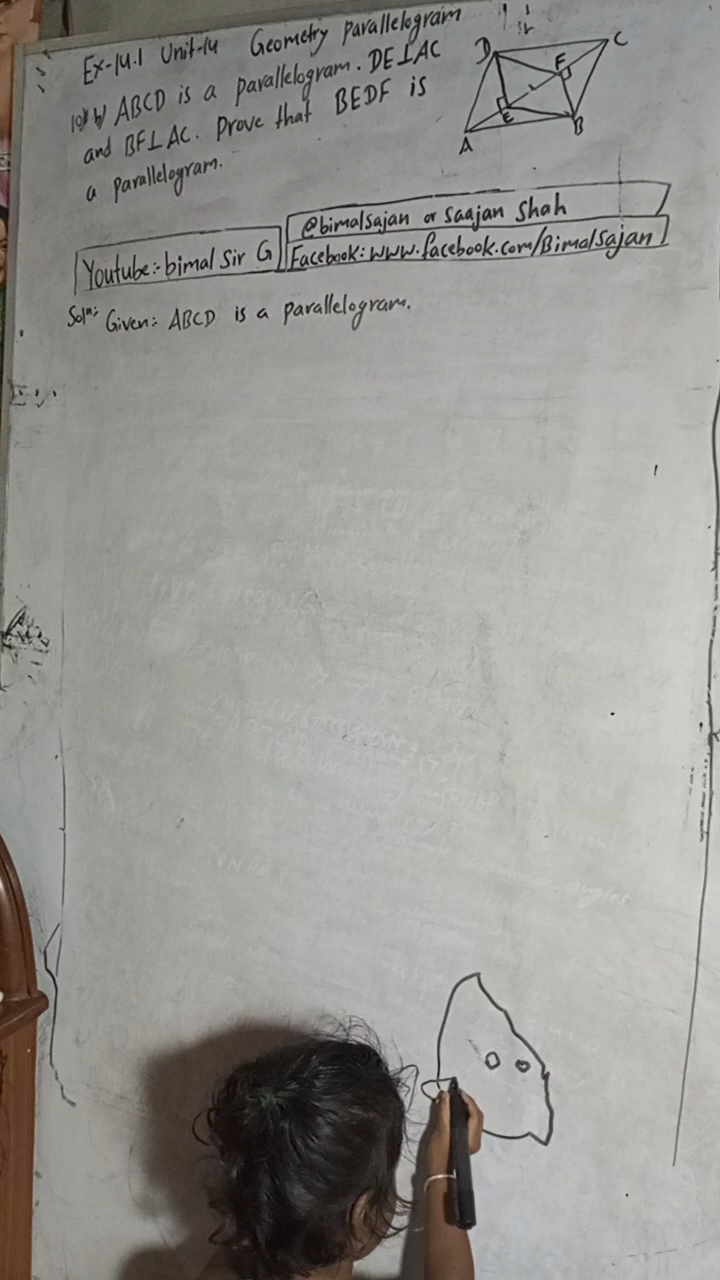 Ex-14.1 Unit-14 Geometry parallelogram
ABCD is a parallelogram. DE⊥AC
and BF⊥AC. Prove that BEDF is
a parallelogram.
D
C
F
E
A
B
@bimalsajan or Saajan Shah
Youtube:- bimal Sir G
Facebook: www.facebook.com/Bimalsajan
Solⁿ: Given: ABCD is a parallelogram.